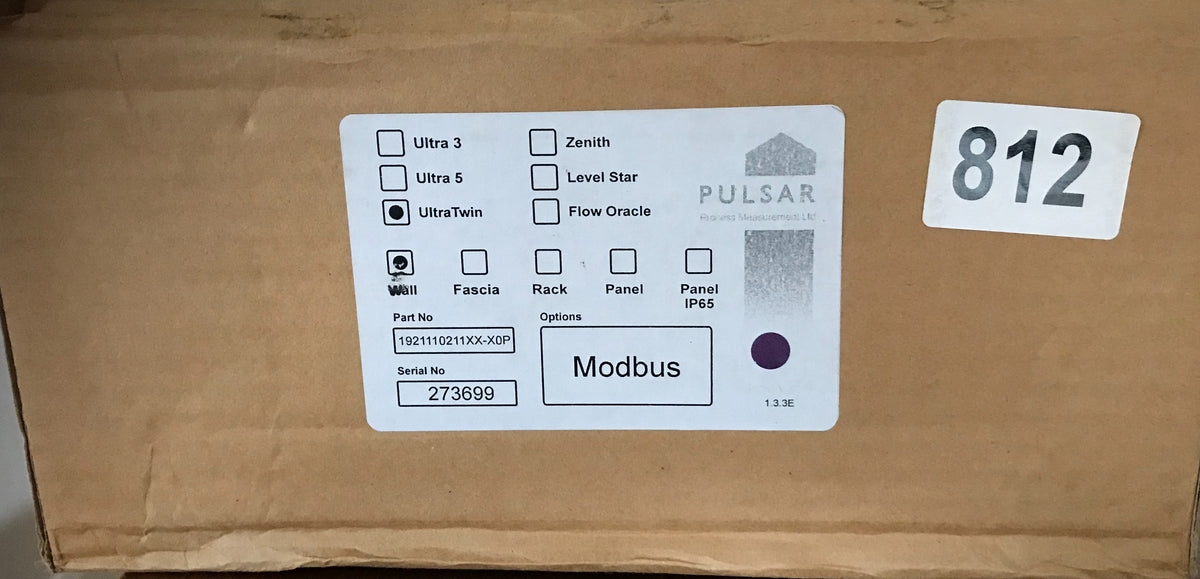 Ultra 3
Ultra 5
UltraTwin
Zenith
Level Star
Flow Oracle
PULSAR
Process Measurement Ltd
Wall
Fascia
Rack
Panel
Panel
IP65
Part No
1921110211XX-X0P
Serial No
273699
Options
Modbus
1.3.3E
812